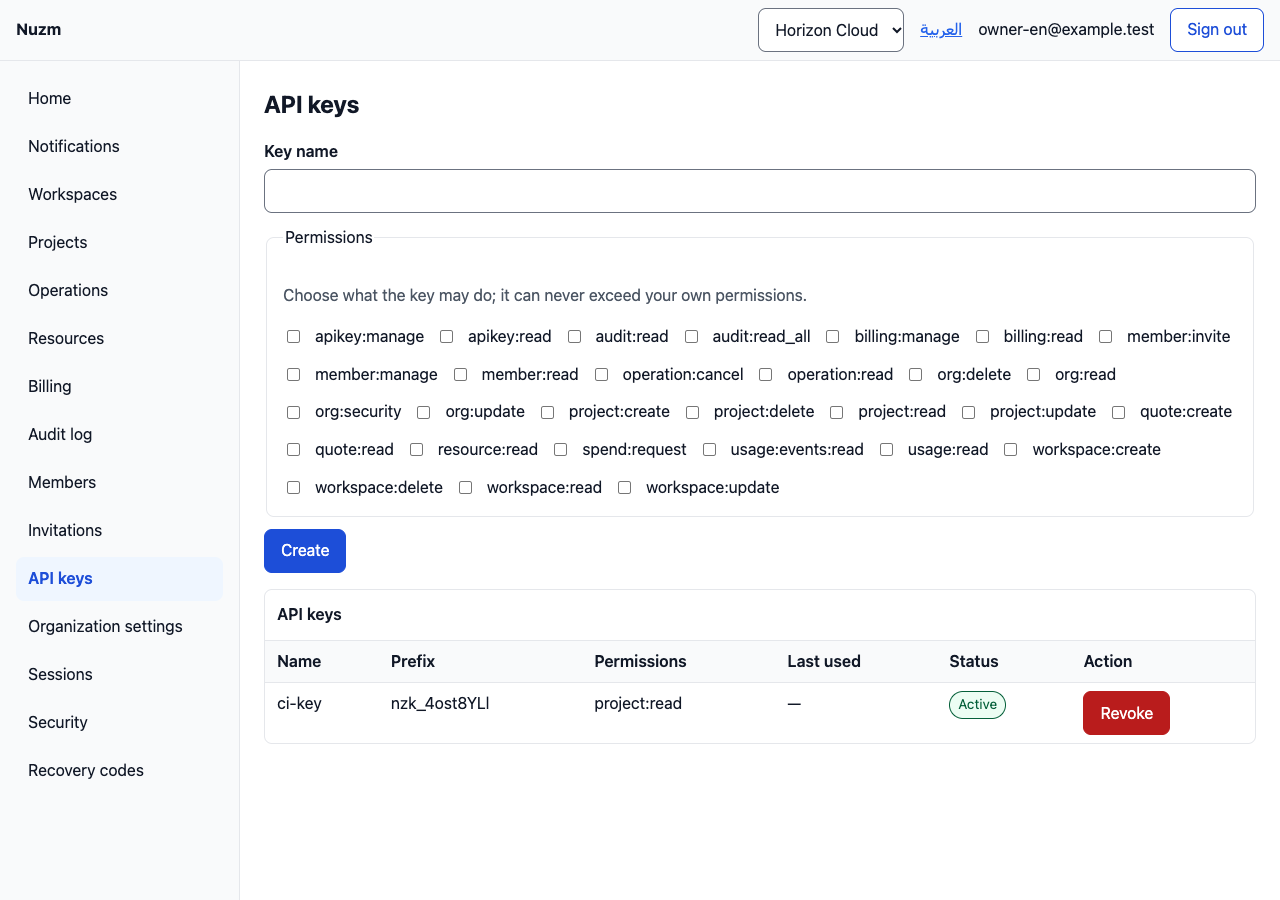 Nuzm
Horizon Cloud
العربية
owner-en@example.test
Sign out
Home
Notifications
Workspaces
Projects
Operations
Resources
Billing
Audit log
Members
Invitations
API keys
Organization settings
Sessions
Security
Recovery codes
API keys
Key name
Permissions
Choose what the key may do; it can never exceed your own permissions.
apikey:manage apikey:read audit:read audit:read_all billing:manage billing:read member:invite
member:manage member:read operation:cancel operation:read org:delete org:read
org:security org:update project:create project:delete project:read project:update quote:create
quote:read resource:read spend:request usage:events:read usage:read workspace:create
workspace:delete workspace:read workspace:update
Create
API keys
Name Prefix Permissions Last used Status Action
ci-key nzk_4ost8YLl project:read — Active Revoke